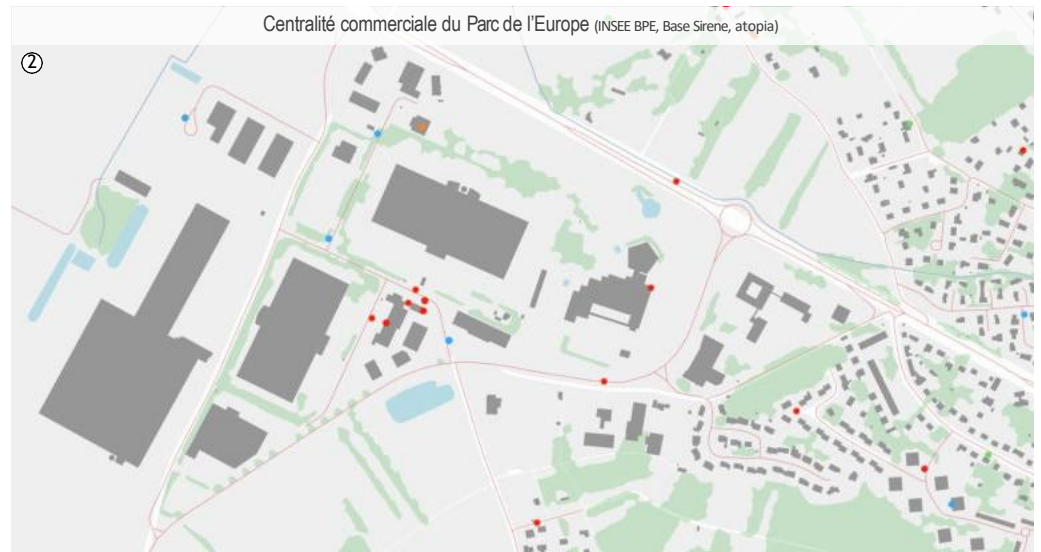 Centralité commerciale du Parc de l'Europe (INSEE BPE, Base Sirene, atopia)
②